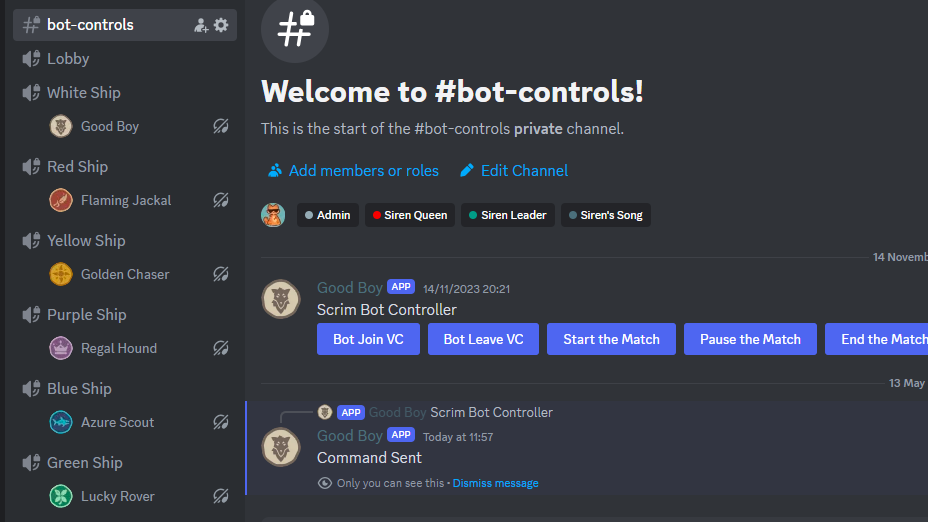 bot-controls
Lobby
White Ship
Good Boy
Red Ship
Flaming Jackal
Yellow Ship
Golden Chaser
Purple Ship
Regal Hound
Blue Ship
Azure Scout
Green Ship
Lucky Rover
Welcome to #bot-controls!
This is the start of the #bot-controls private channel.
Add members or roles Edit Channel
Admin Siren Queen Siren Leader Siren's Song
14 Novemb
Good Boy APP 14/11/2023 20:21
Scrim Bot Controller
Bot Join VC Bot Leave VC Start the Match Pause the Match End the Match
13 May
APP Good Boy Scrim Bot Controller
Good Boy APP Today at 11:57
Command Sent
Only you can see this • Dismiss message